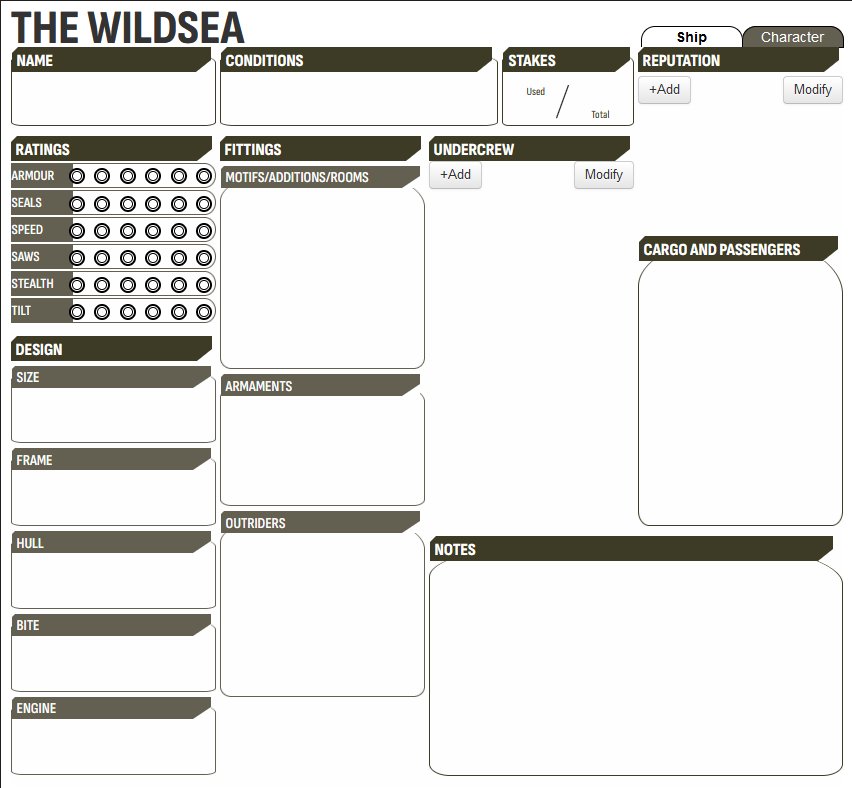 THE WILDSEA
Ship
Character
NAME
CONDITIONS
STAKES
Used
/
Total
REPUTATION
+Add
Modify
RATINGS
ARMOUR
SEALS
SPEED
SAWS
STEALTH
TILT
DESIGN
SIZE
FRAME
HULL
BITE
ENGINE
FITTINGS
MOTIFS/ADDITIONS/ROOMS
ARMAMENTS
OUTRIDERS
UNDERCREW
+Add
Modify
CARGO AND PASSENGERS
NOTES